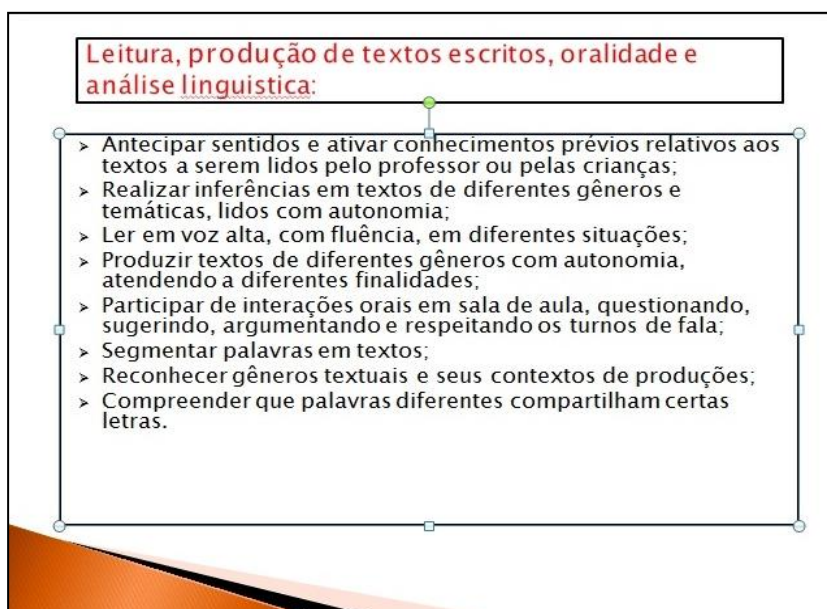 Leitura, produção de textos escritos, oralidade e
análise linguistica:
➢ Antecipar sentidos e ativar conhecimentos prévios relativos aos
textos a serem lidos pelo professor ou pelas crianças;
➢ Realizar inferências em textos de diferentes gêneros e
temáticas, lidos com autonomia;
➢ Ler em voz alta, com fluência, em diferentes situações;
➢ Produzir textos de diferentes gêneros com autonomia,
atendendo a diferentes finalidades;
➢ Participar de interações orais em sala de aula, questionando,
sugerindo, argumentando e respeitando os turnos de fala;
➢ Segmentar palavras em textos;
➢ Reconhecer gêneros textuais e seus contextos de produções;
➢ Compreender que palavras diferentes compartilham certas
letras.